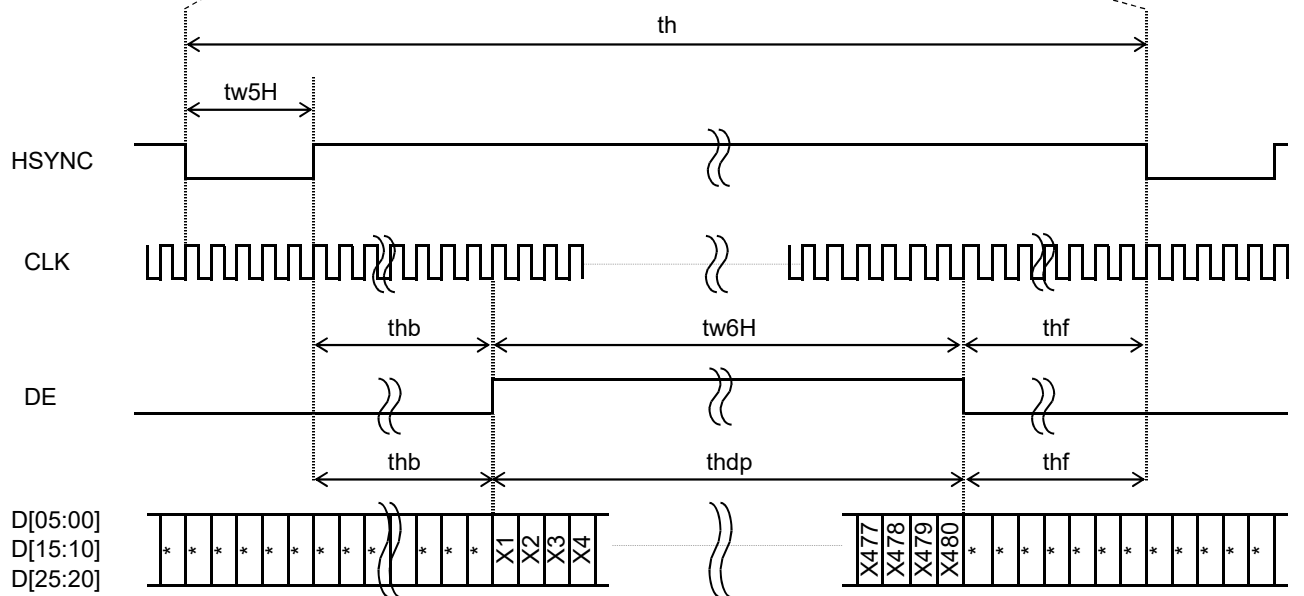 th
tw5H
HSYNC
CLK
thb tw6H thf
DE
thb thdp thf
D[05:00]
D[15:10]
D[25:20]
* * * * * * * * * * * * X1 X2 X3 X4 X477 X478 X479 X480 * * * * * * * * * * * *